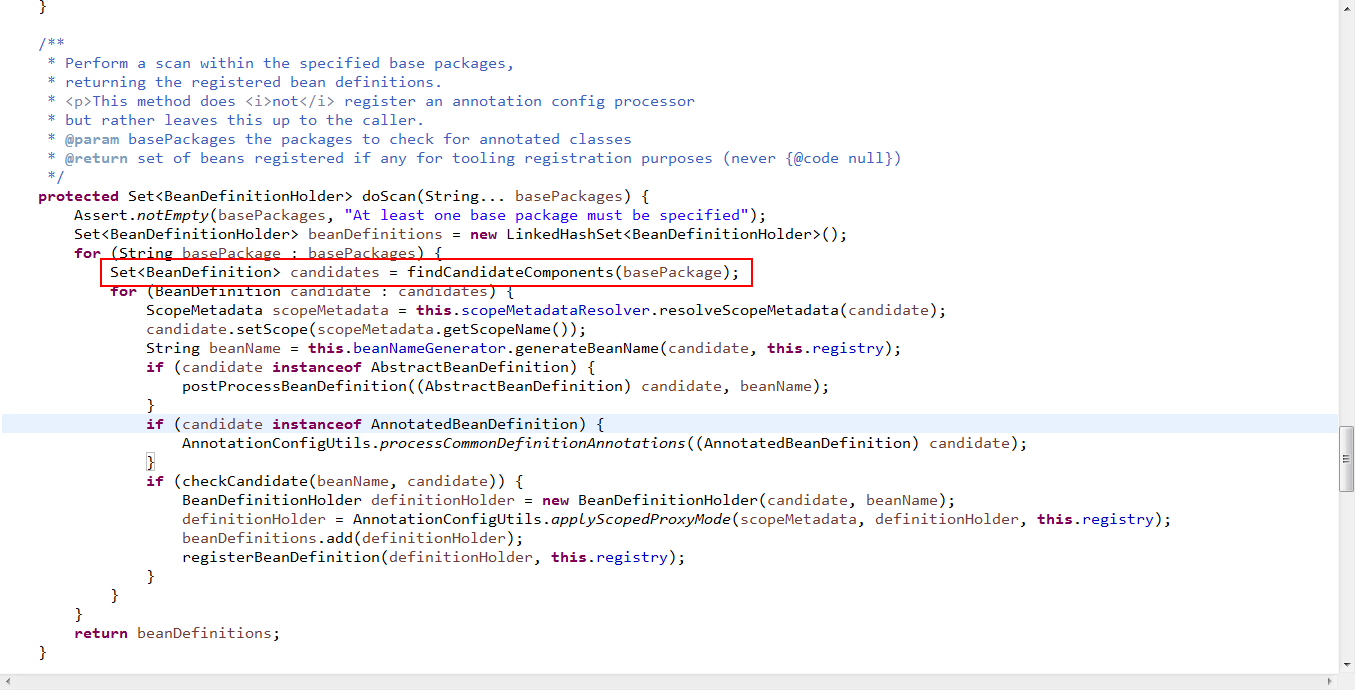 }
/**
* Perform a scan within the specified base packages,
* returning the registered bean definitions.
* <p>This method does <i>not</i> register an annotation config processor
* but rather leaves this up to the caller.
* @param basePackages the packages to check for annotated classes
* @return set of beans registered if any for tooling registration purposes (never {@code null})
*/
protected Set<BeanDefinitionHolder> doScan(String... basePackages) {
Assert.notEmpty(basePackages, "At least one base package must be specified");
Set<BeanDefinitionHolder> beanDefinitions = new LinkedHashSet<BeanDefinitionHolder>();
for (String basePackage : basePackages) {
Set<BeanDefinition> candidates = findCandidateComponents(basePackage);
for (BeanDefinition candidate : candidates) {
ScopeMetadata scopeMetadata = this.scopeMetadataResolver.resolveScopeMetadata(candidate);
candidate.setScope(scopeMetadata.getScopeName());
String beanName = this.beanNameGenerator.generateBeanName(candidate, this.registry);
if (candidate instanceof AbstractBeanDefinition) {
postProcessBeanDefinition((AbstractBeanDefinition) candidate, beanName);
}
if (candidate instanceof AnnotatedBeanDefinition) {
AnnotationConfigUtils.processCommonDefinitionAnnotations((AnnotatedBeanDefinition) candidate);
}
if (checkCandidate(beanName, candidate)) {
BeanDefinitionHolder definitionHolder = new BeanDefinitionHolder(candidate, beanName);
definitionHolder = AnnotationConfigUtils.applyScopedProxyMode(scopeMetadata, definitionHolder, this.registry);
beanDefinitions.add(definitionHolder);
registerBeanDefinition(definitionHolder, this.registry);
}
}
}
return beanDefinitions;
}